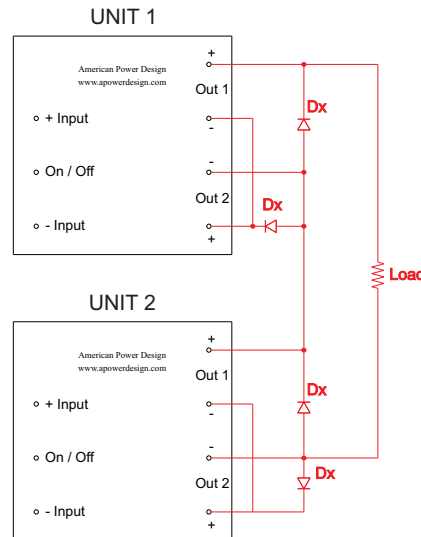 UNIT 1
+
American Power Design
www.apowerdesign.com
Out 1
Dx
+ Input
-
On / Off
-
Out 2
Dx
- Input
+
Load
UNIT 2
+
American Power Design
www.apowerdesign.com
Out 1
+ Input
-
Dx
On / Off
-
Out 2
Dx
- Input
+